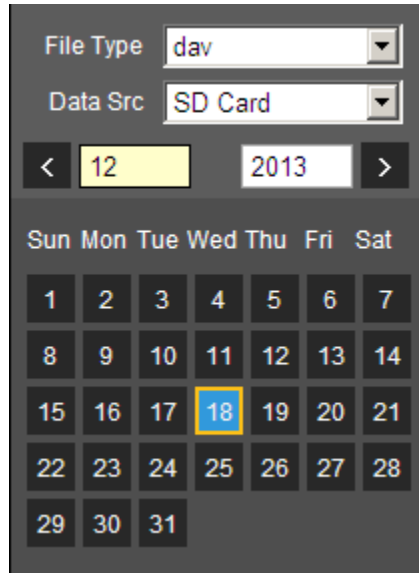 File Type dav
Data Src SD Card
< 12 2013 >
Sun Mon Tue Wed Thu Fri Sat
1 2 3 4 5 6 7
8 9 10 11 12 13 14
15 16 17 18 19 20 21
22 23 24 25 26 27 28
29 30 31